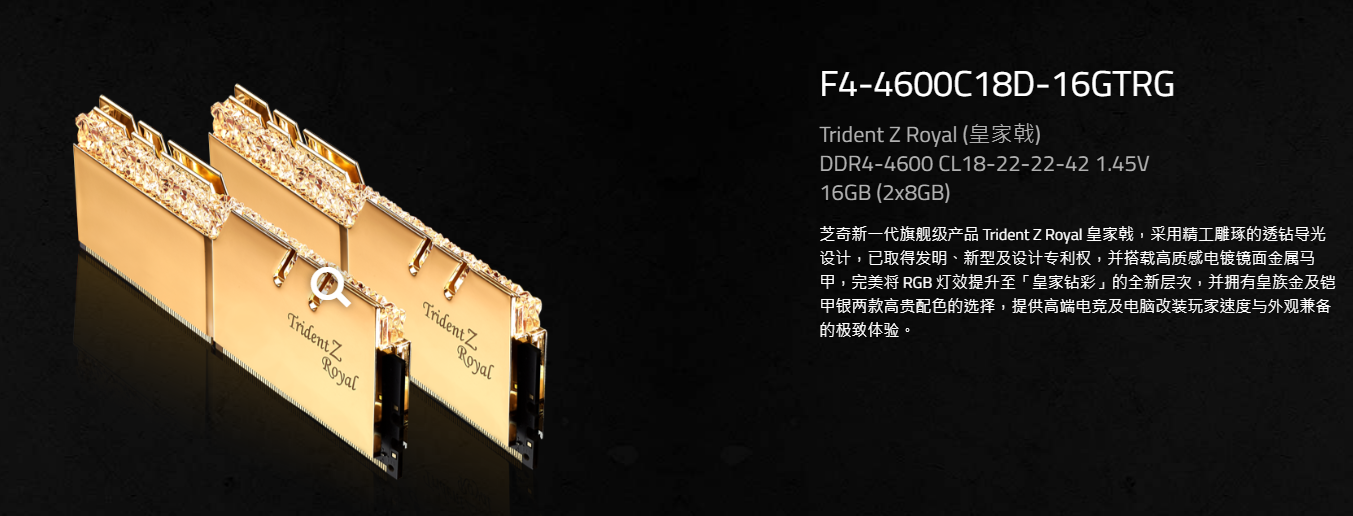 F4-4600C18D-16GTRG
Trident Z Royal (皇家戟)
DDR4-4600 CL18-22-22-42 1.45V
16GB (2x8GB)
芝奇新一代旗舰级产品 Trident Z Royal 皇家戟，采用精工雕琢的透钻导光
设计，已取得发明、新型及设计专利权，并搭载高质感电镀镜面金属马
甲，完美将 RGB 灯效提升至「皇家钻彩」的全新层次，并拥有皇族金及铠
甲银两款高贵配色的选择，提供高端电竞及电脑改装玩家速度与外观兼备
的极致体验。
Trident Z
Royal
Trident Z
Royal